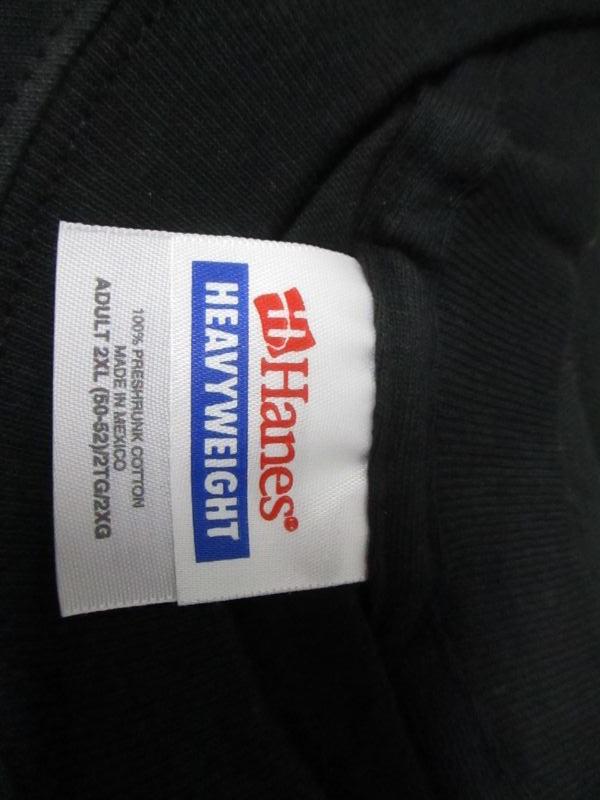 Hanes®
HEAVYWEIGHT
100% PRESHRUNK COTTON
MADE IN MEXICO
ADULT 2XL (50-52)/2TG/2XG